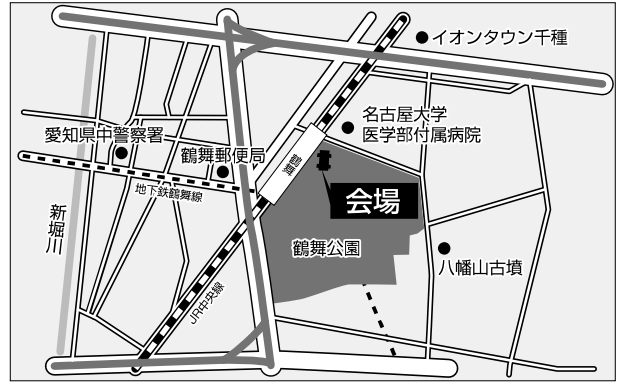 イオンタウン千種
名古屋大学
医学部付属病院
愛知県中警察署
鶴舞郵便局
鶴舞
地下鉄鶴舞線
会場
新堀川
鶴舞公園
八幡山古墳
JR中央線